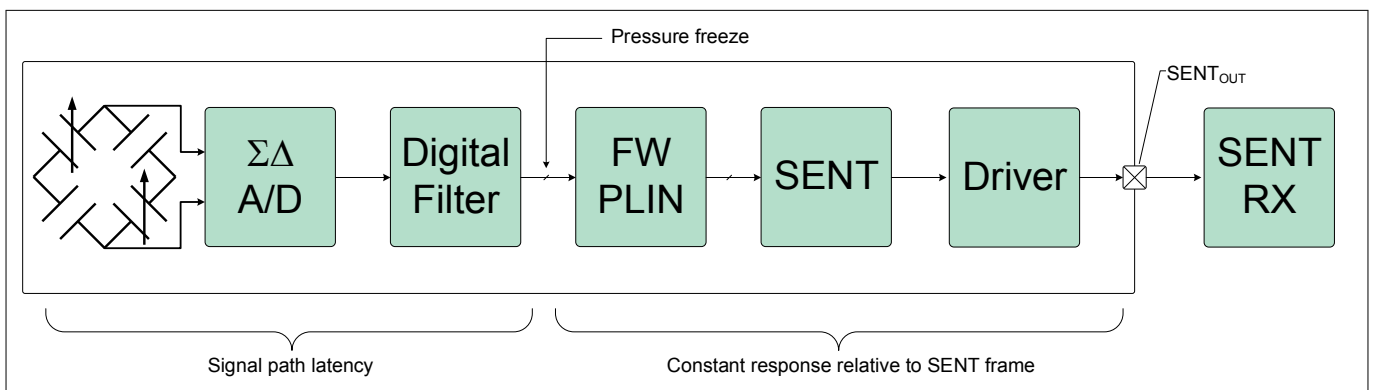 Pressure freeze
SENTOUT
ΣΔ
A/D
Digital
Filter
FW
PLIN
SENT
Driver
SENT
RX
Signal path latency
Constant response relative to SENT frame